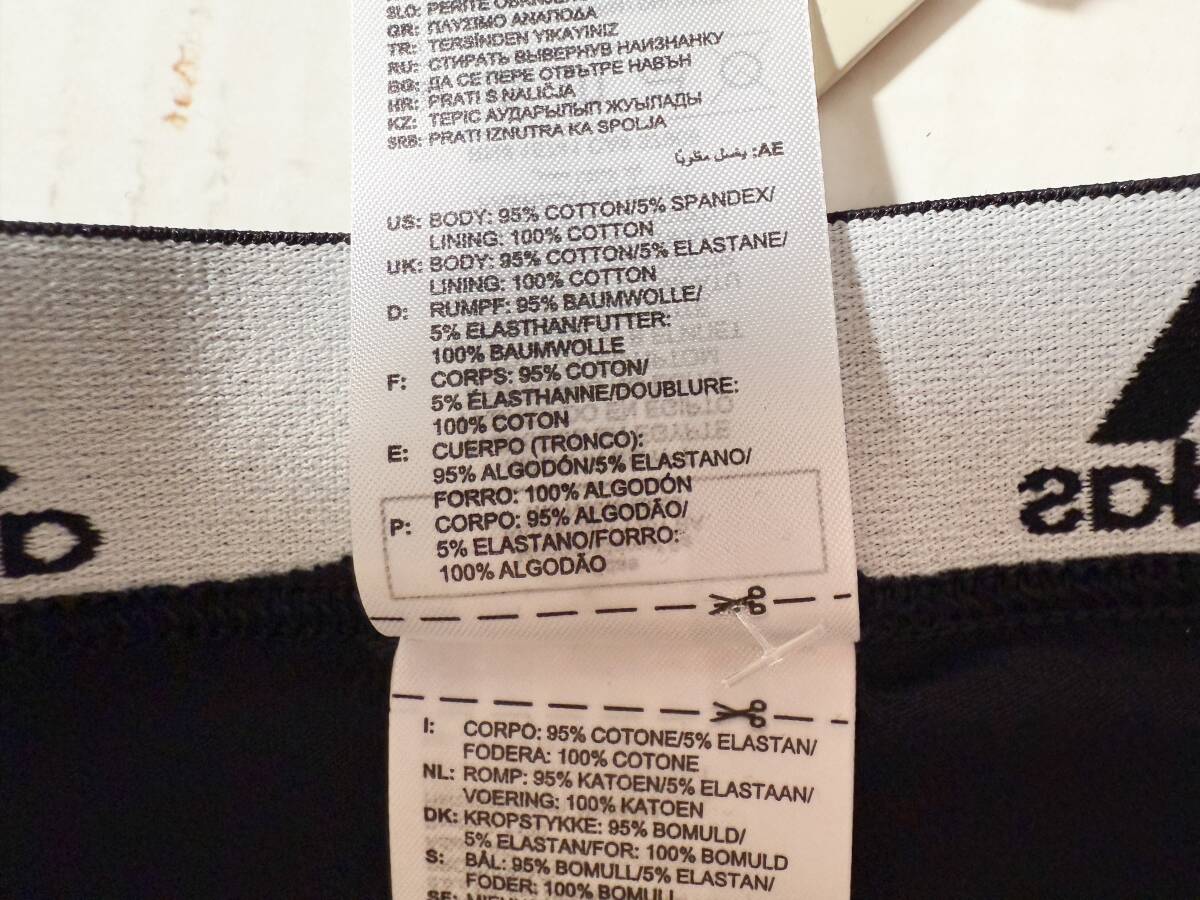 SLO: PERITE
GR: ΠΛΥΣΙΜΟ ΑΝΑΠΟΔΑ
TR: TERSİNDEN YIKAYINIZ
RU: СТИРАТЬ ВЫВЕРНУВ НАИЗНАНКУ
BG: ДА СЕ ПЕРЕ ОТВЪТРЕ НАВЪН
HR: PRATI S NALIČJA
KZ: ТЕРІС АУДАРЫЛЫП ЖУЫЛАДЫ
SRB: PRATI IZNUTRA KA SPOLJA
AE: يغسل مقلوبًا
US: BODY: 95% COTTON/5% SPANDEX/
LINING: 100% COTTON
UK: BODY: 95% COTTON/5% ELASTANE/
LINING: 100% COTTON
D: RUMPF: 95% BAUMWOLLE/
5% ELASTHAN/FUTTER:
100% BAUMWOLLE
F: CORPS: 95% COTON/
5% ÉLASTHANNE/DOUBLURE:
100% COTON
E: CUERPO (TRONCO):
95% ALGODÓN/5% ELASTANO/
FORRO: 100% ALGODÓN
P: CORPO: 95% ALGODÃO/
5% ELASTANO/FORRO:
100% ALGODÃO
I: CORPO: 95% COTONE/5% ELASTAN/
FODERA: 100% COTONE
NL: ROMP: 95% KATOEN/5% ELASTAAN/
VOERING: 100% KATOEN
DK: KROPSTYKKE: 95% BOMULD/
5% ELASTAN/FOR: 100% BOMULD
S: BÅL: 95% BOMULL/5% ELASTAN/
FODER: 100% BOMULL